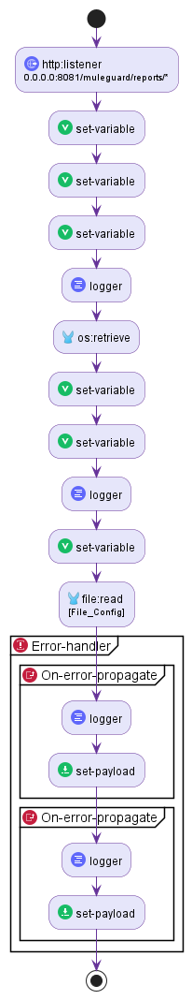 http:listener
0.0.0.0:8081/muleguard/reports/*
set-variable
set-variable
set-variable
logger
os:retrieve
set-variable
set-variable
logger
set-variable
file:read
[File_Config]
Error-handler
On-error-propagate
logger
set-payload
On-error-propagate
logger
set-payload